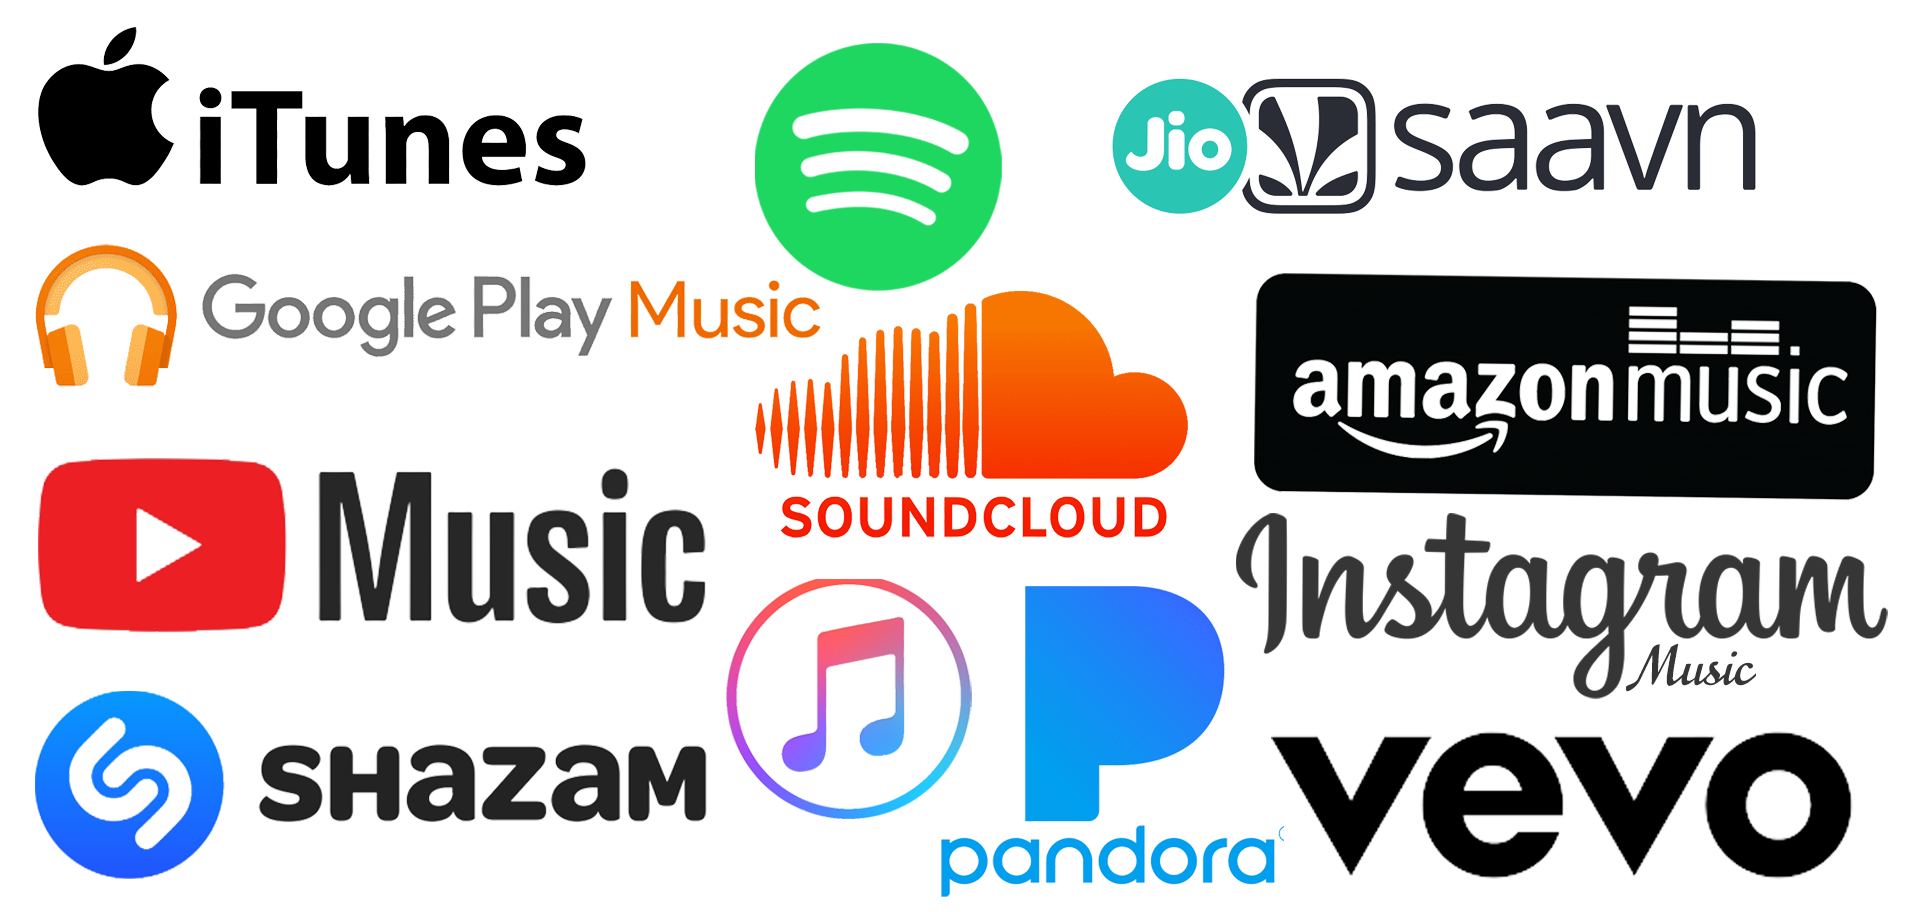 iTunes
Jio saavn
Google Play Music
amazon music
SOUNDCLOUD
Music
Instagram
Music
SHAZAM
pandora
vevo